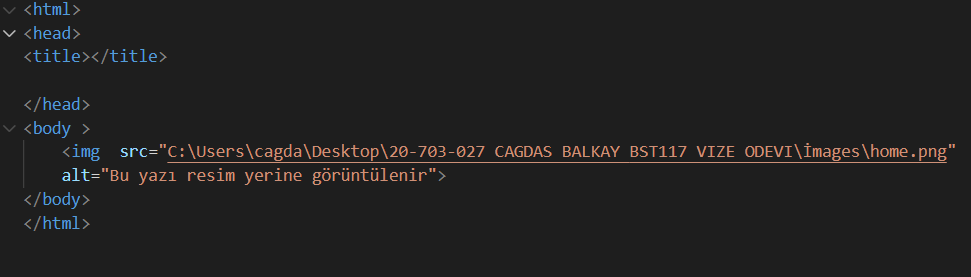 <html>
<head>
<title></title>
</head>
<body >
<img  src="C:\Users\cagda\Desktop\20-703-027 CAGDAS BALKAY BST117 VIZE ODEVI\İmages\home.png"
alt="Bu yazı resim yerine görüntülenir">
</body>
</html>